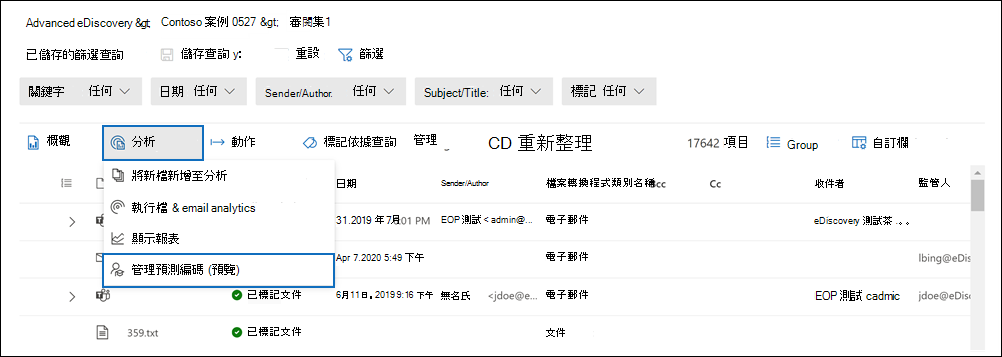 Advanced eDiscovery &gt; Contoso 案例 0527 &gt; 審閱集1
已儲存的篩選查詢 儲存查詢 y: 重設 篩選
關鍵字 任何 日期 任何 Sender/Author. 任何 Subject/Title: 任何 標記 任何
概觀 分析 動作 標記依據查詢 管理 CD 重新整理 17642 項目 Group 自訂欄
將新檔新增至分析
執行檔 & email analytics
顯示報表
管理預測編碼 (預覽)
日期 Sender/Author 檔案轉換程式類別名稱 cc Cc 收件者 監管人
31.2019 年 7月 01 PM EOP 測試 < admin@... 電子郵件 eDiscovery 測試茶 ...
Apr 7.2020 5:49 下午 電子郵件 lbing@eDi
已標記文件 6月11日。2019 9:16 下午 無名氏 <jdoe@e... 電子郵件 EOP 測試 cadmic jdoe@eDisc
359.txt 已標記文件 文件